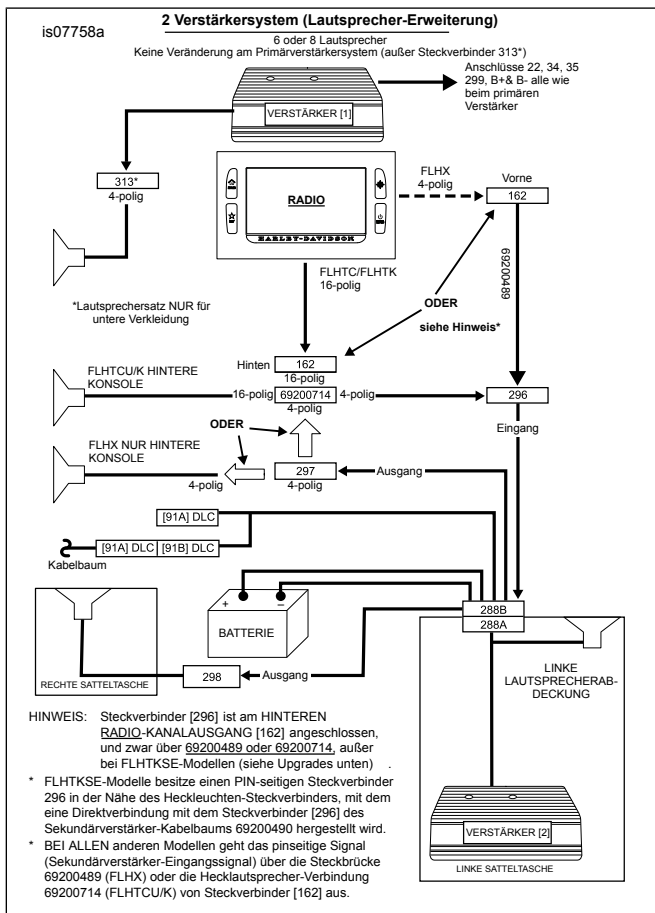 is07758a
2 Verstärkersystem (Lautsprecher-Erweiterung)
6 oder 8 Lautsprecher
Keine Veränderung am Primärverstärkersystem (außer Steckverbinder 313*)
Anschlüsse 22, 34, 35
299, B+& B- alle wie
beim primären
Verstärker
VERSTÄRKER [1]
313*
4-polig
RADIO
HARLEY-DAVIDSON
FLHX
4-polig
Vorne
162
FLHTC/FLHTK
16-polig
69200489
*Lautsprechersatz NUR für
untere Verkleidung
ODER
siehe Hinweis*
Hinten
162
16-polig
FLHTCU/K HINTERE
KONSOLE
16-polig
69200714
4-polig
4-polig
296
Eingang
ODER
FLHX NUR HINTERE
KONSOLE
4-polig
297
4-polig
Ausgang
[91A] DLC
[91A] DLC
[91B] DLC
Kabelbaum
+
–
BATTERIE
288B
288A
RECHTE SATTELTASCHE
298
Ausgang
LINKE
LAUTSPRECHERAB-
DECKUNG
HINWEIS: Steckverbinder [296] ist am HINTEREN
RADIO-KANALAUSGANG [162] angeschlossen,
und zwar über 69200489 oder 69200714, außer
bei FLHTKSE-Modellen (siehe Upgrades unten) .
* FLHTKSE-Modelle besitze einen PIN-seitigen Steckverbinder
296 in der Nähe des Heckleuchten-Steckverbinders, mit dem
eine Direktverbindung mit dem Steckverbinder [296] des
Sekundärverstärker-Kabelbaums 69200490 hergestellt wird.
* BEI ALLEN anderen Modellen geht das pinseitige Signal
(Sekundärverstärker-Eingangssignal) über die Steckbrücke
69200489 (FLHX) oder die Hecklautsprecher-Verbindung
69200714 (FLHTCU/K) von Steckverbinder [162] aus.
VERSTÄRKER [2]
LINKE SATTELTASCHE